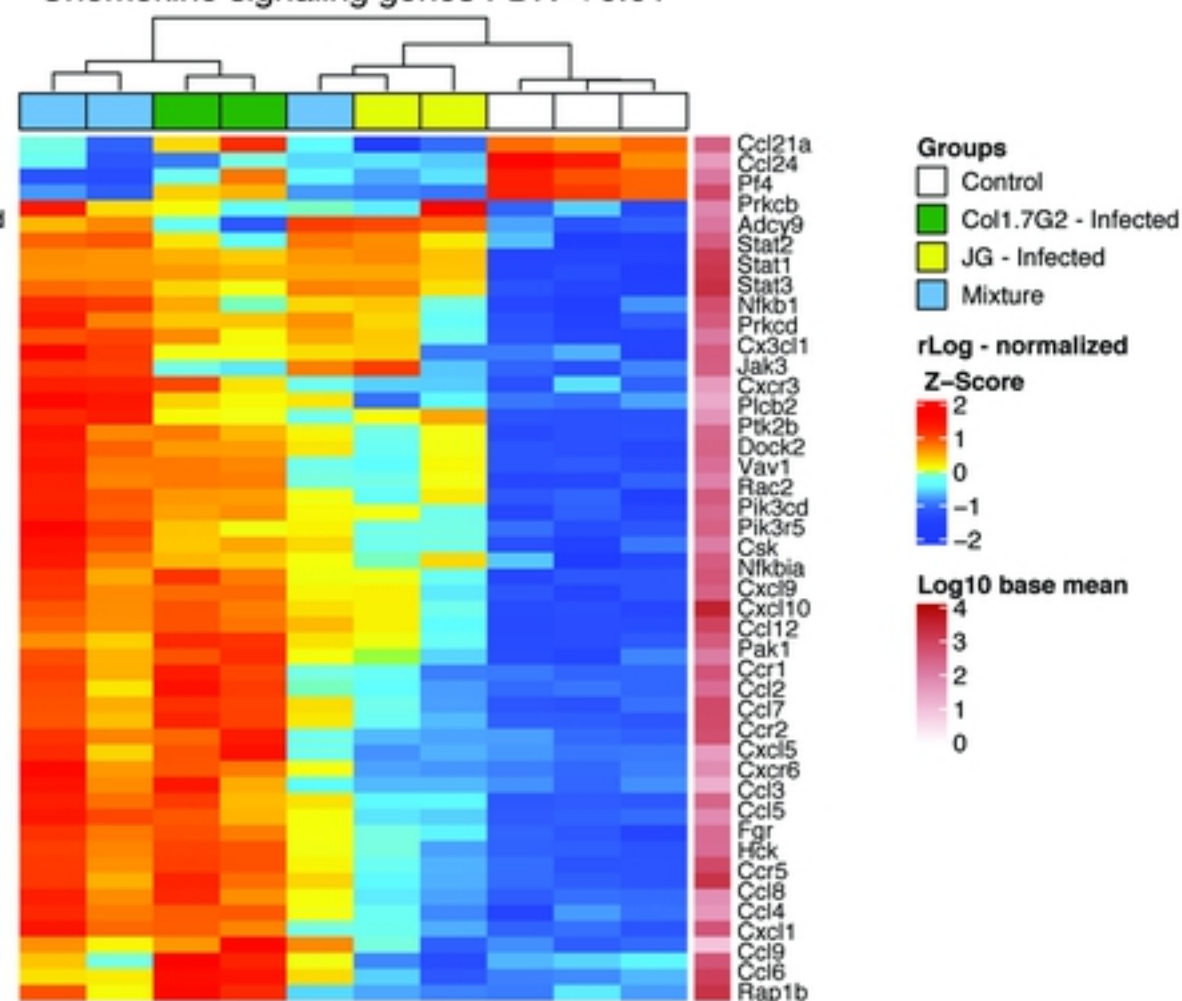 Ccl21a
Ccl24
Pf4
Prkcb
Adcy9
Stat2
Stat1
Stat3
Nfkb1
Prkcd
Cx3cl1
Jak3
Cxcr3
Plcb2
Ptk2b
Dock2
Vav1
Rac2
Pik3cd
Pik3r5
Csk
Nfkbia
Cxcl9
Cxcl10
Ccl12
Pak1
Ccr1
Ccl2
Ccl7
Ccr2
Cxcl5
Cxcr6
Ccl3
Ccl5
Fgr
Hck
Ccr5
Ccl8
Ccl4
Cxcl1
Ccl9
Ccl6
Rap1b
Groups
Control
Col1.7G2 - Infected
JG - Infected
Mixture
rLog - normalized
Z-Score
2
1
0
−1
−2
Log10 base mean
4
3
2
1
0